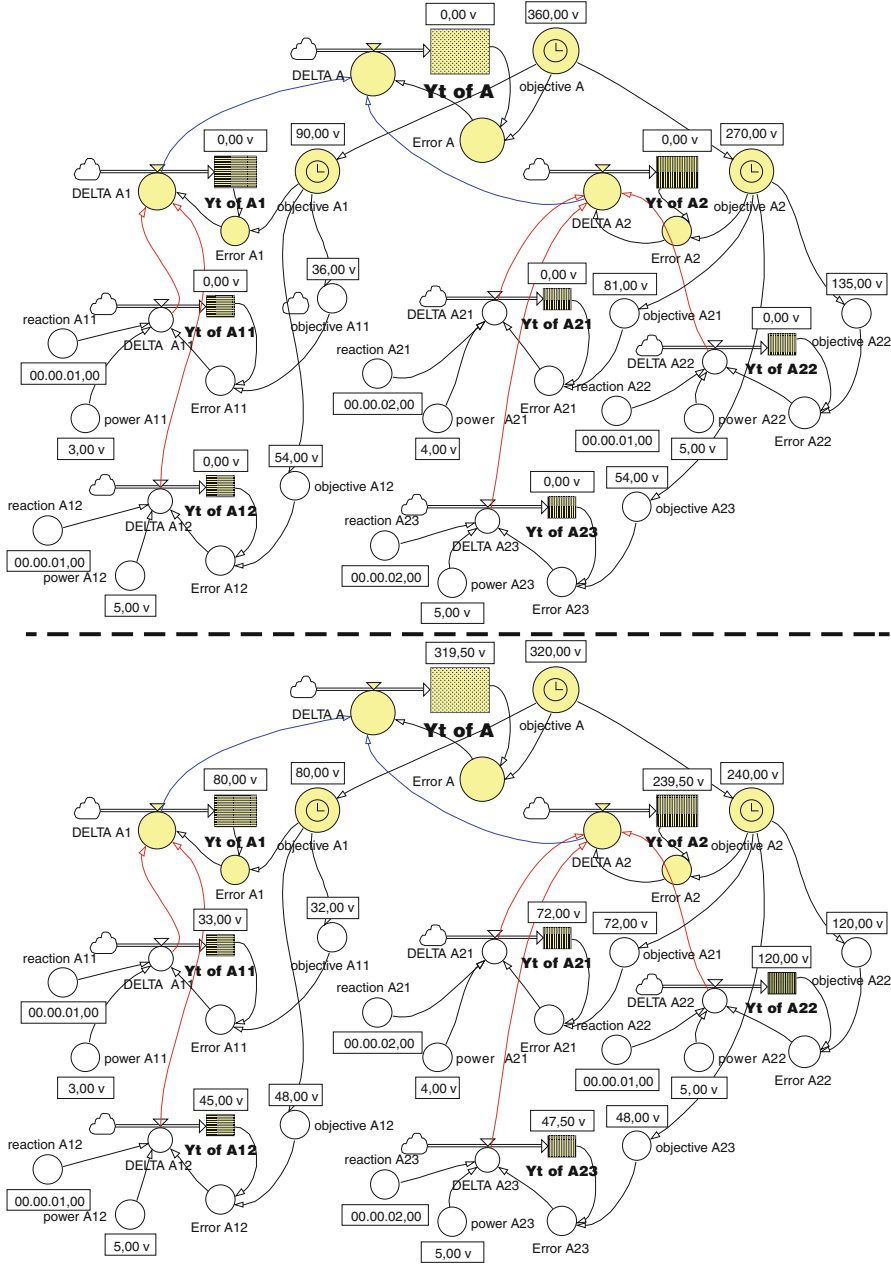 0,00 v
360,00 v
DELTA A
Yt of A
objective A
Error A
0,00 v
90,00 v
0,00 v
270,00 v
DELTA A1
Yt of A1
objective A1
Error A1
DELTA A2
Yt of A2
objective A2
Error A2
0,00 v
36,00 v
0,00 v
81,00 v
135,00 v
reaction A11
DELTA A11
Yt of A11
objective A11
DELTA A21
Yt of A21
objective A21
0,00 v
objective A22
00.00.01,00
reaction A21
DELTA A22
Yt of A22
Error A11
00.00.02,00
Error A21
reaction A22
power A11
power A21
00.00.01,00
power A22
Error A22
3,00 v
4,00 v
5,00 v
0,00 v
54,00 v
0,00 v
54,00 v
reaction A12
DELTA A12
Yt of A12
objective A12
reaction A23
DELTA A23
Yt of A23
objective A23
00.00.01,00
power A12
Error A12
00.00.02,00
power A23
Error A23
5,00 v
5,00 v
319,50 v
320,00 v
DELTA A
Yt of A
objective A
Error A
80,00 v
80,00 v
239,50 v
240,00 v
DELTA A1
Yt of A1
objective A1
Error A1
DELTA A2
Yt of A2
objective A2
Error A2
33,00 v
32,00 v
72,00 v
72,00 v
120,00 v
reaction A11
DELTA A11
Yt of A11
objective A11
DELTA A21
Yt of A21
objective A21
120,00 v
objective A22
00.00.01,00
reaction A21
DELTA A22
Yt of A22
Error A11
00.00.02,00
Error A21
reaction A22
power A11
power A21
00.00.01,00
power A22
Error A22
3,00 v
4,00 v
5,00 v
45,00 v
48,00 v
47,50 v
48,00 v
reaction A12
DELTA A12
Yt of A12
objective A12
reaction A23
DELTA A23
Yt of A23
objective A23
00.00.01,00
power A12
Error A12
00.00.02,00
power A23
Error A23
5,00 v
5,00 v